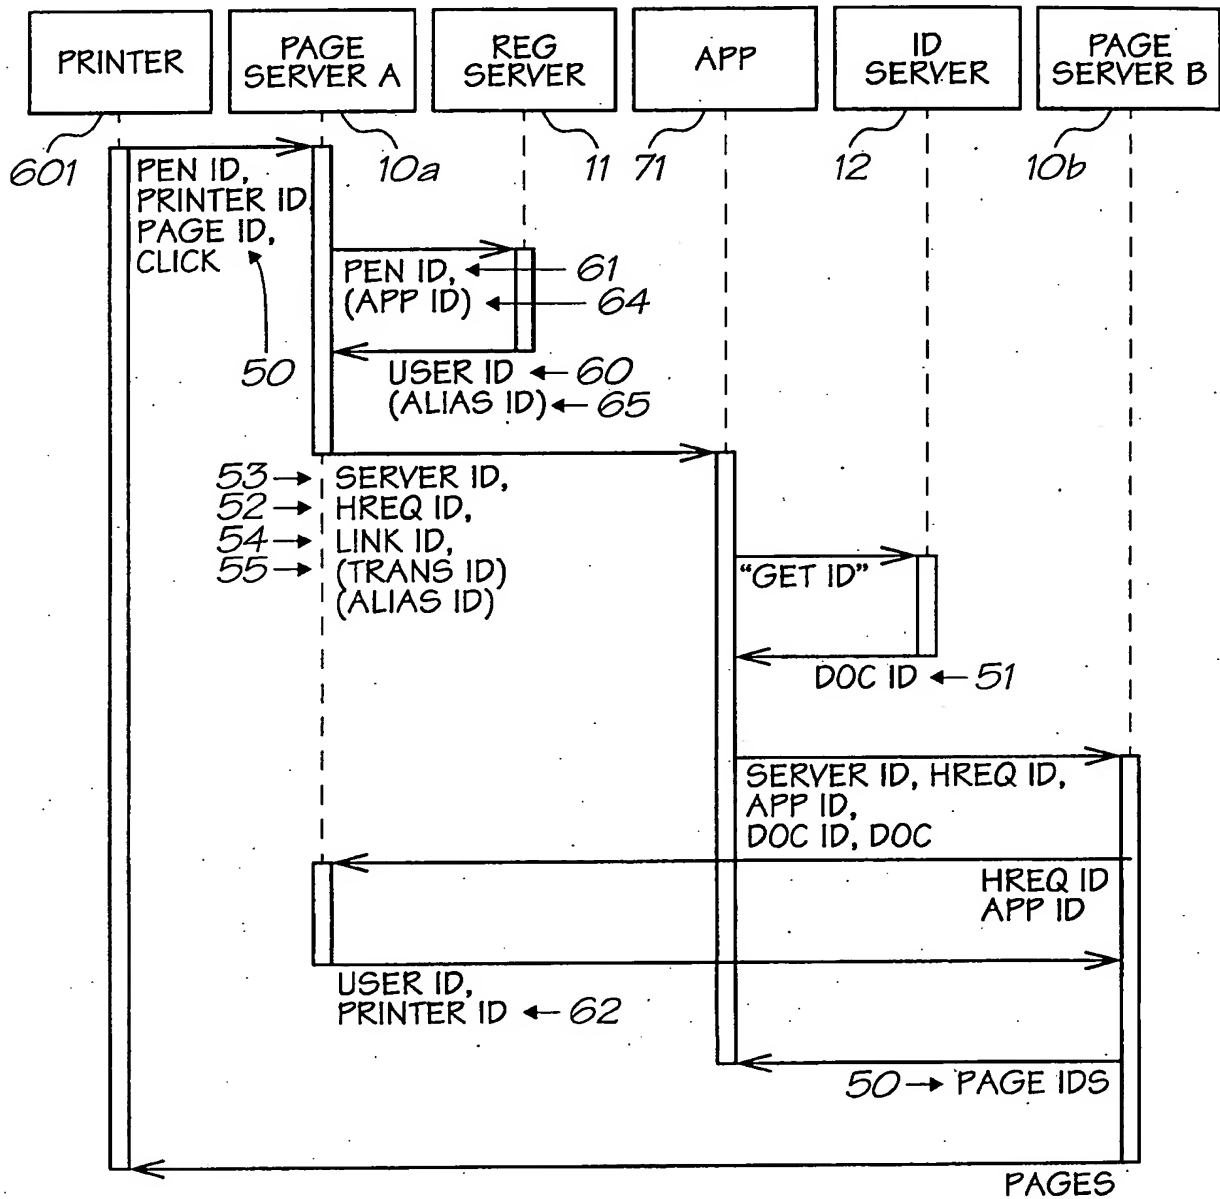 PRINTER
PAGE
SERVER A
REG
SERVER
APP
ID
SERVER
PAGE
SERVER B
601
10a
11
71
12
10b
PEN ID,
PRINTER ID
PAGE ID,
CLICK
50
PEN ID, ← 61
(APP ID) ← 64
USER ID ← 60
(ALIAS ID) ← 65
53 → SERVER ID,
52 → HREQ ID,
54 → LINK ID,
55 → (TRANS ID)
(ALIAS ID)
"GET ID"
DOC ID ← 51
SERVER ID, HREQ ID,
APP ID,
DOC ID, DOC
HREQ ID
APP ID
USER ID,
PRINTER ID ← 62
50 → PAGE IDS
PAGES